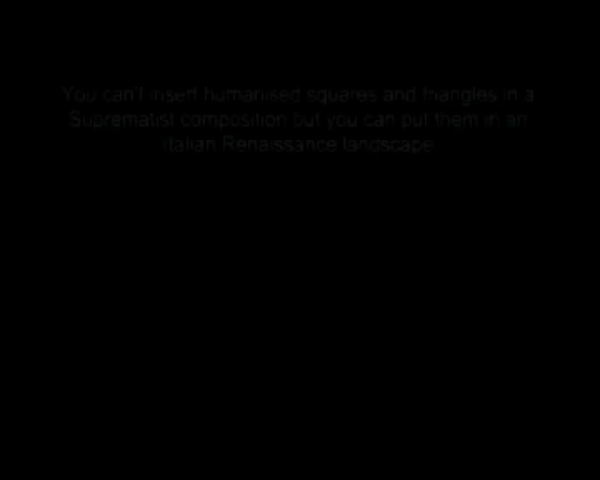 You can't insert humanised squares and triangles in a
Suprematist composition but you can put them in an
Italian Renaissance landscape